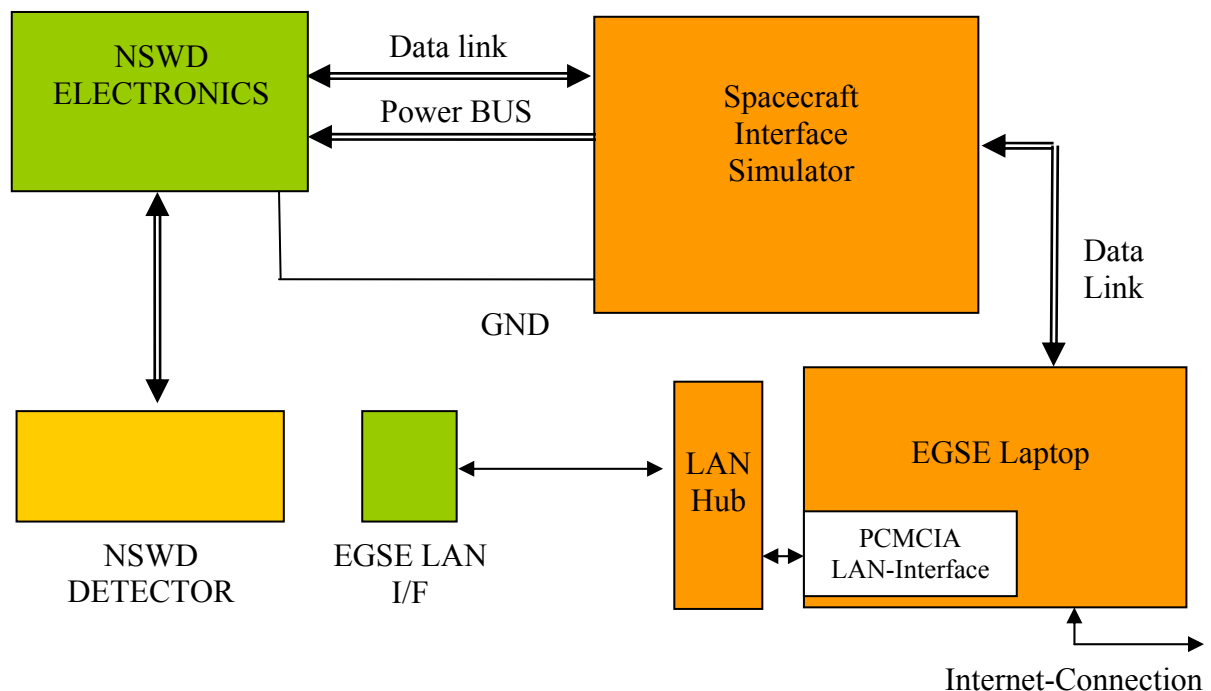 NSWD
ELECTRONICS
Data link
Power BUS
Spacecraft
Interface
Simulator
Data
Link
GND
NSWD
DETECTOR
EGSE LAN
I/F
LAN
Hub
EGSE Laptop
PCMCIA
LAN-Interface
Internet-Connection